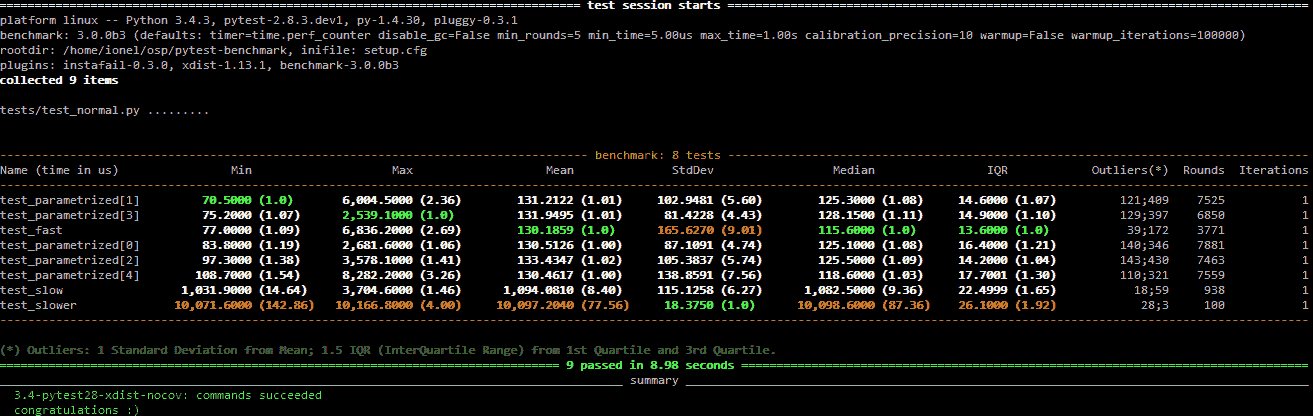 test session starts
platform linux -- Python 3.4.3, pytest-2.8.3.dev1, py-1.4.30, pluggy-0.3.1
benchmark: 3.0.0b3 (defaults: timer=time.perf_counter disable_gc=False min_rounds=5 min_time=5.00us max_time=1.00s calibration_precision=10 warmup=False warmup_iterations=100000)
rootdir: /home/ionel/osp/pytest-benchmark, inifile: setup.cfg
plugins: instafail-0.3.0, xdist-1.13.1, benchmark-3.0.0b3
collected 9 items
tests/test_normal.py .........
benchmark: 8 tests
Name (time in us) Min Max Mean StdDev Median IQR Outliers(*) Rounds Iterations
test_parametrized[1] 70.5000 (1.0) 6,004.5000 (2.36) 131.2122 (1.01) 102.9481 (5.60) 125.3000 (1.08) 14.6000 (1.07) 121;409 7525 1
test_parametrized[3] 75.2000 (1.07) 2,539.1000 (1.0) 131.9495 (1.01) 81.4228 (4.43) 128.1500 (1.11) 14.9000 (1.10) 129;397 6850 1
test_fast 77.0000 (1.09) 6,836.2000 (2.69) 130.1859 (1.0) 165.6270 (9.01) 115.6000 (1.0) 13.6000 (1.0) 39;172 3771 1
test_parametrized[0] 83.8000 (1.19) 2,681.6000 (1.06) 130.5126 (1.00) 87.1091 (4.74) 125.1000 (1.08) 16.4000 (1.21) 140;346 7881 1
test_parametrized[2] 97.3000 (1.38) 3,578.1000 (1.41) 133.4347 (1.02) 105.3837 (5.74) 125.5000 (1.09) 14.2000 (1.04) 143;430 7463 1
test_parametrized[4] 108.7000 (1.54) 8,282.2000 (3.26) 130.4617 (1.00) 138.8591 (7.56) 118.6000 (1.03) 17.7001 (1.30) 110;321 7559 1
test_slow 1,031.9000 (14.64) 3,704.6000 (1.46) 1,094.0810 (8.40) 115.1258 (6.27) 1,082.5000 (9.36) 22.4999 (1.65) 18;59 938 1
test_slower 10,071.6000 (142.86) 10,166.8000 (4.00) 10,097.2040 (77.56) 18.3750 (1.0) 10,098.6000 (87.36) 26.1000 (1.92) 28;3 100 1
(*) Outliers: 1 Standard Deviation from Mean; 1.5 IQR (InterQuartile Range) from 1st Quartile and 3rd Quartile.
9 passed in 8.98 seconds
summary
3.4-pytest28-xdist-nocov: commands succeeded
congratulations :)